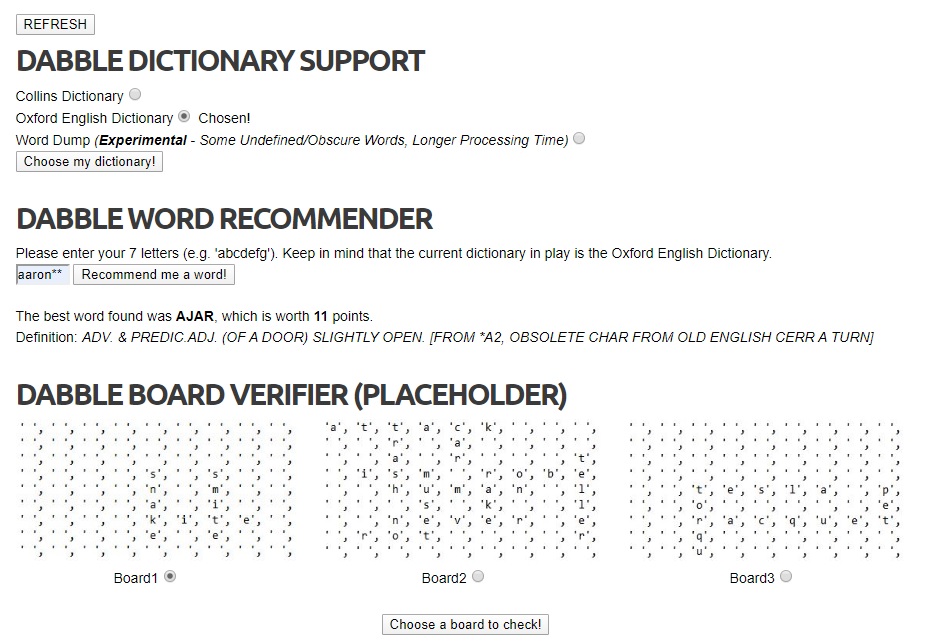 REFRESH
DABBLE DICTIONARY SUPPORT
Collins Dictionary
Oxford English Dictionary Chosen!
Word Dump (Experimental - Some Undefined/Obscure Words, Longer Processing Time)
Choose my dictionary!
DABBLE WORD RECOMMENDER
Please enter your 7 letters (e.g. 'abcdefg'). Keep in mind that the current dictionary in play is the Oxford English Dictionary.
aaron** Recommend me a word!
The best word found was AJAR, which is worth 11 points.
Definition: ADV. & PREDIC.ADJ. (OF A DOOR) SLIGHTLY OPEN. [FROM *A2, OBSOLETE CHAR FROM OLD ENGLISH CERR A TURN]
DABBLE BOARD VERIFIER (PLACEHOLDER)
' ', ' ', ' ', ' ', ' ', ' ', ' ', ' ', ' ', 'a', 't', 't', 'a', 'c', 'k', ' ', ' ', ' ', ' ', ' ', ' ', ' ', ' ', ' ', ' ', ' ', ' ',
' ', ' ', ' ', ' ', ' ', ' ', ' ', ' ', ' ', ' ', ' ', 'r', ' ', 'a', ' ', ' ', ' ', ' ', ' ', ' ', ' ', ' ', ' ', ' ', ' ', ' ', ' ',
' ', ' ', ' ', ' ', ' ', ' ', ' ', ' ', ' ', ' ', ' ', 'a', ' ', 'r', ' ', ' ', ' ', 't', ' ', ' ', ' ', ' ', ' ', ' ', ' ', ' ', ' ',
' ', ' ', ' ', ' ', 's', ' ', 's', ' ', ' ', ' ', 'i', 's', 'm', ' ', 'r', 'o', 'b', 'e', ' ', ' ', ' ', ' ', ' ', ' ', ' ', ' ', ' ',
' ', ' ', ' ', ' ', 'n', ' ', 'm', ' ', ' ', ' ', ' ', 'h', 'u', 'm', 'a', 'n', ' ', 'l', ' ', ' ', 't', 'e', 's', 'l', 'a', ' ', 'p',
' ', ' ', ' ', ' ', 'a', ' ', 'i', ' ', ' ', ' ', ' ', 's', ' ', 'k', ' ', ' ', ' ', 'l', ' ', ' ', 'o', ' ', ' ', ' ', ' ', ' ', 'e',
' ', ' ', ' ', ' ', 'k', 'i', 't', 'e', ' ', ' ', ' ', 'n', 'e', 'v', 'e', 'r', ' ', 'e', ' ', ' ', 'r', 'a', 'c', 'q', 'u', 'e', 't',
' ', ' ', ' ', ' ', 'e', ' ', 'e', ' ', ' ', ' ', 'r', 'o', 't', ' ', ' ', ' ', ' ', 'r', ' ', ' ', 'q', ' ', ' ', ' ', ' ', ' ', ' ',
' ', ' ', ' ', ' ', ' ', ' ', ' ', ' ', ' ', ' ', ' ', ' ', ' ', ' ', ' ', ' ', ' ', ' ', ' ', ' ', 'u', ' ', ' ', ' ', ' ', ' ', ' ',
Board1 Board2 Board3
Choose a board to check!